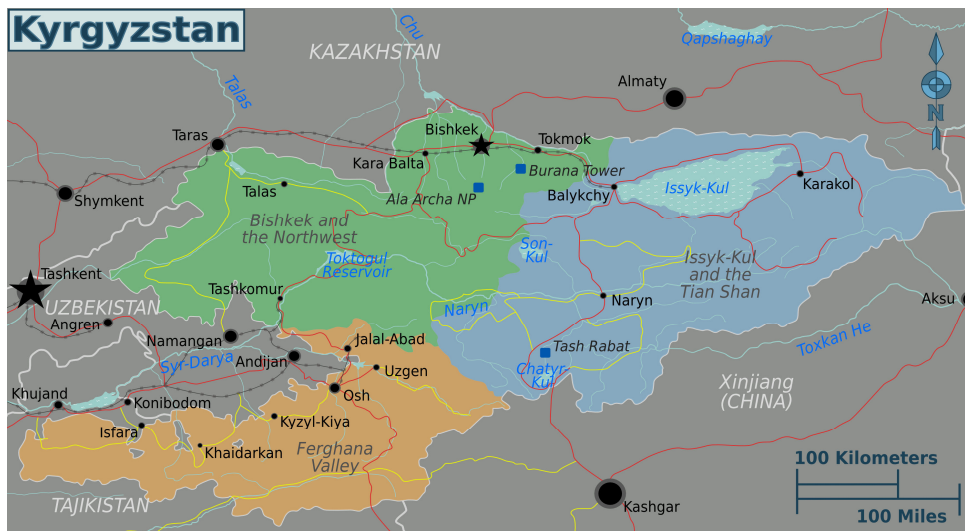 Kyrgyzstan
Chu
Qapshaghay
KAZAKHSTAN
Talas
Almaty
N
Taras
Bishkek
Tokmok
Kara Balta
Burana Tower
Talas
Ala Archa NP
Issyk-Kul
Karakol
Balykchy
Shymkent
Bishkek and
the Northwest
Son-
Kul
Toktogul
Reservoir
Issyk-Kul
and the
Tian Shan
Tashkent
Tashkomur
Naryn
Naryn
Aksu
UZBEKISTAN
Angren
Namangan
Jalal-Abad
Tash Rabat
Toxkan He
Syr-Darya
Andijan
Uzgen
Chatyr-
Kul
Khujand
Konibodom
Osh
Xinjiang
(CHINA)
Isfara
Kyzyl-Kiya
Khaidarkan
Ferghana
Valley
100 Kilometers
TAJIKISTAN
Kashgar
100 Miles